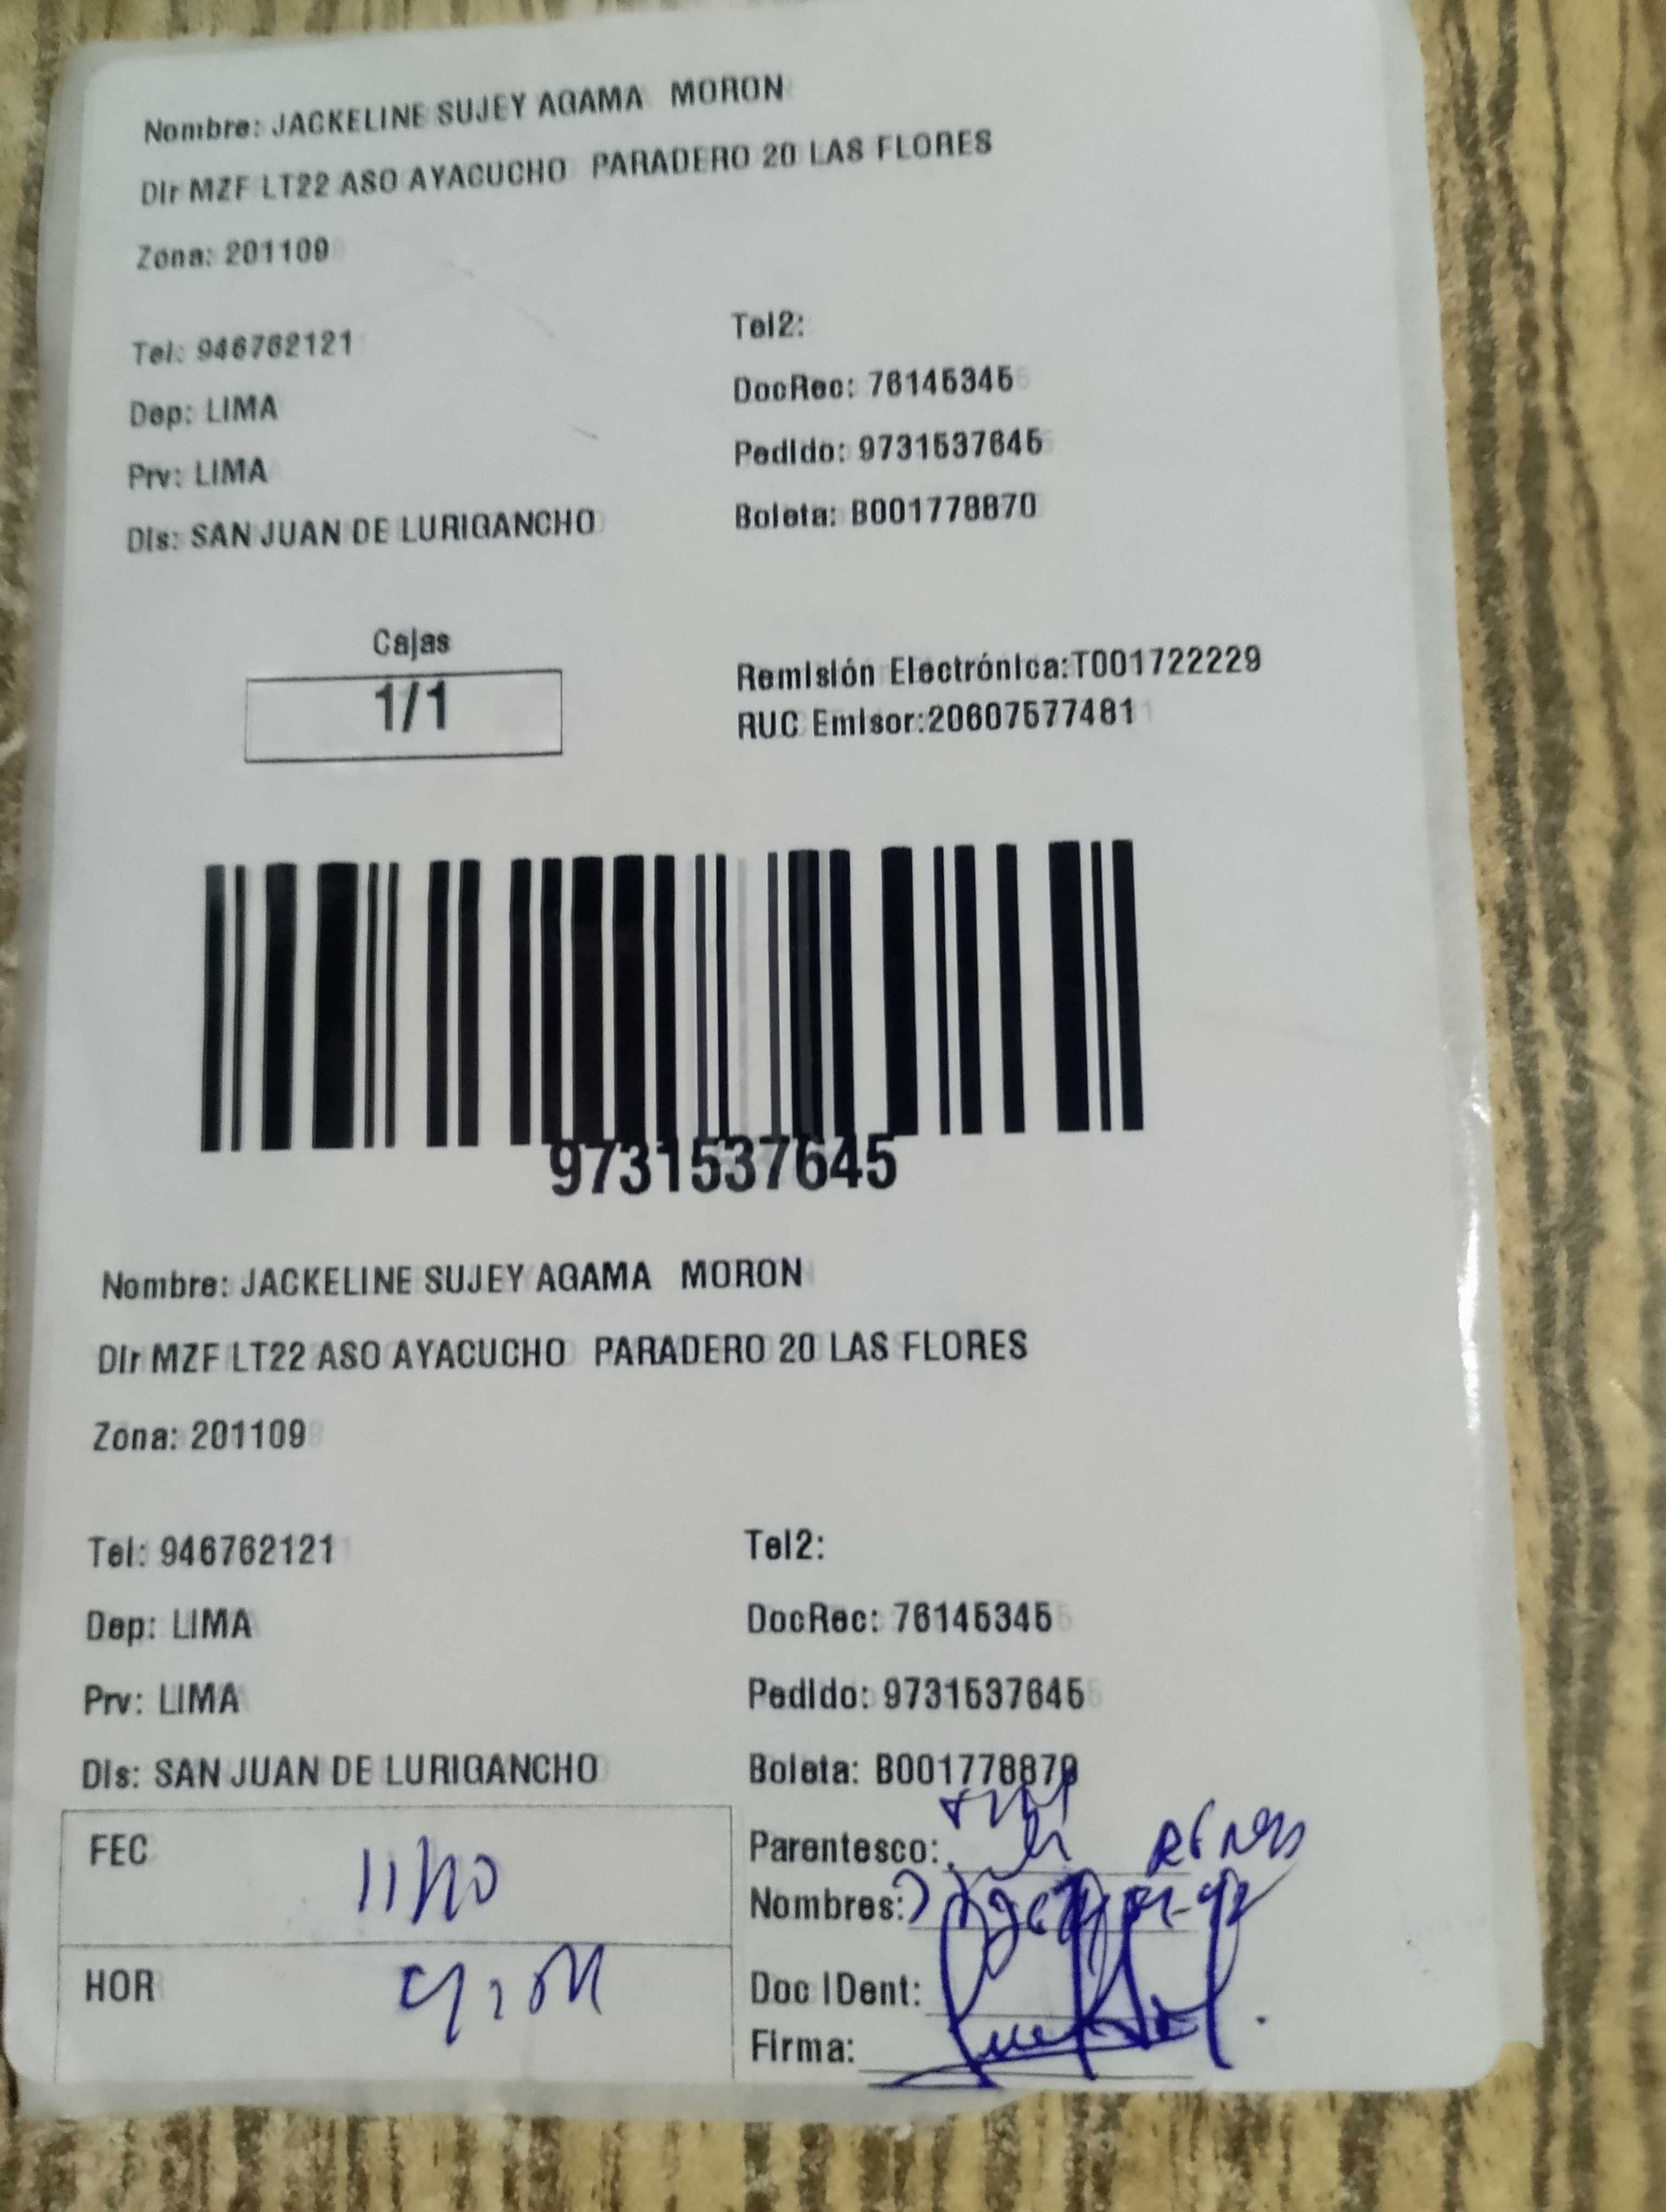 Nombre: JACKELINE SUJEY AGAMA MORON
Dir MZF LT22 ASO AYACUCHO PARADERO 20 LAS FLORES
Zona: 201109
Tel: 946762121
Tel2:
Dep: LIMA
DocRec: 76145345
Prv: LIMA
Pedido: 9731537645
Dis: SAN JUAN DE LURIGANCHO
Boleta: B001778870
Cajas
1/1
Remisión Electrónica:T001722229
RUC Emisor:20607577481
9731537645
Nombre: JACKELINE SUJEY AGAMA MORON
Dir MZF LT22 ASO AYACUCHO PARADERO 20 LAS FLORES
Zona: 201109
Tel: 946762121
Tel2:
Dep: LIMA
DocRec: 76145345
Prv: LIMA
Pedido: 9731537645
Dis: SAN JUAN DE LURIGANCHO
Boleta: B001778870
FEC
Parentesco:
Nombres:
HOR
Doc IDent:
Firma: